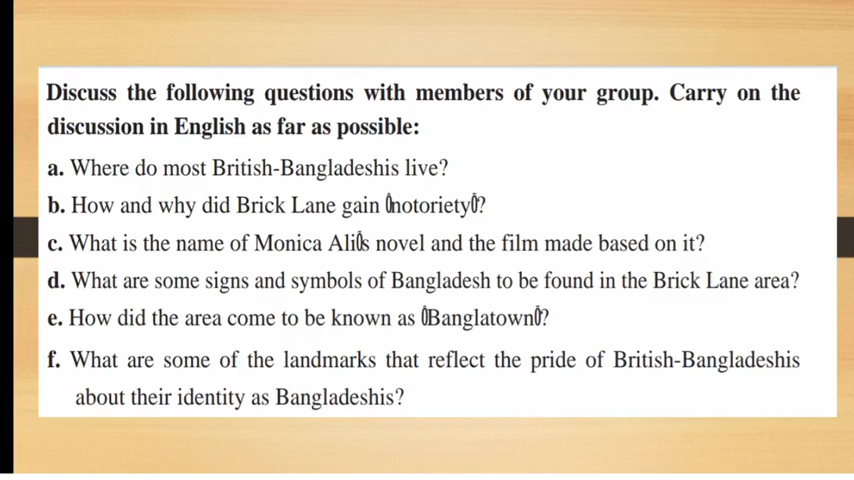 Discuss the following questions with members of your group. Carry on the
discussion in English as far as possible:
a. Where do most British-Bangladeshis live?
b. How and why did Brick Lane gain ÔnotorietyÕ?
c. What is the name of Monica AliÕs novel and the film made based on it?
d. What are some signs and symbols of Bangladesh to be found in the Brick Lane area?
e. How did the area come to be known as ÔBanglatownÕ?
f. What are some of the landmarks that reflect the pride of British-Bangladeshis
about their identity as Bangladeshis?